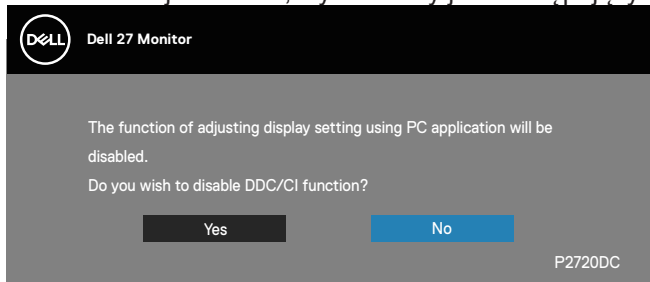 DELL
Dell 27 Monitor
The function of adjusting display setting using PC application will be
disabled.
Do you wish to disable DDC/CI function?
Yes
No
P2720DC